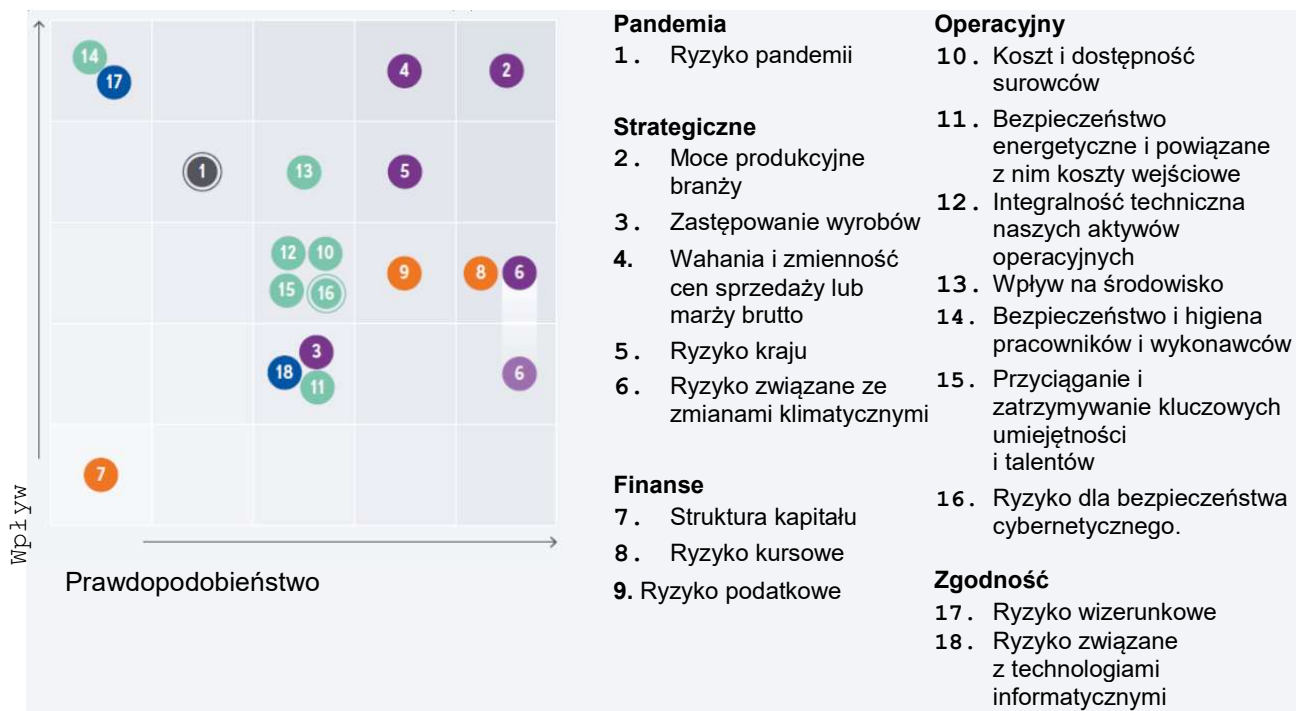 14
17
4
2
1
13
5
12
10
15
16
9
8
6
18
3
11
6
7
Wpływ
Prawdopodobieństwo
Pandemia
1. Ryzyko pandemii
Strategiczne
2. Moce produkcyjne
branży
3. Zastępowanie wyrobów
4. Wahania i zmienność
cen sprzedaży lub
marży brutto
5. Ryzyko kraju
6. Ryzyko związane ze
zmianami klimatycznymi
Finanse
7. Struktura kapitału
8. Ryzyko kursowe
9. Ryzyko podatkowe
Operacyjny
10. Koszt i dostępność
surowców
11. Bezpieczeństwo
energetyczne i powiązane
z nim koszty wejściowe
12. Integralność techniczna
naszych aktywów
operacyjnych
13. Wpływ na środowisko
14. Bezpieczeństwo i higiena
pracowników i wykonawców
15. Przyciąganie i
zatrzymywanie kluczowych
umiejętności
i talentów
16. Ryzyko dla bezpieczeństwa
cybernetycznego.
Zgodność
17. Ryzyko wizerunkowe
18. Ryzyko związane
z technologiami
informatycznymi